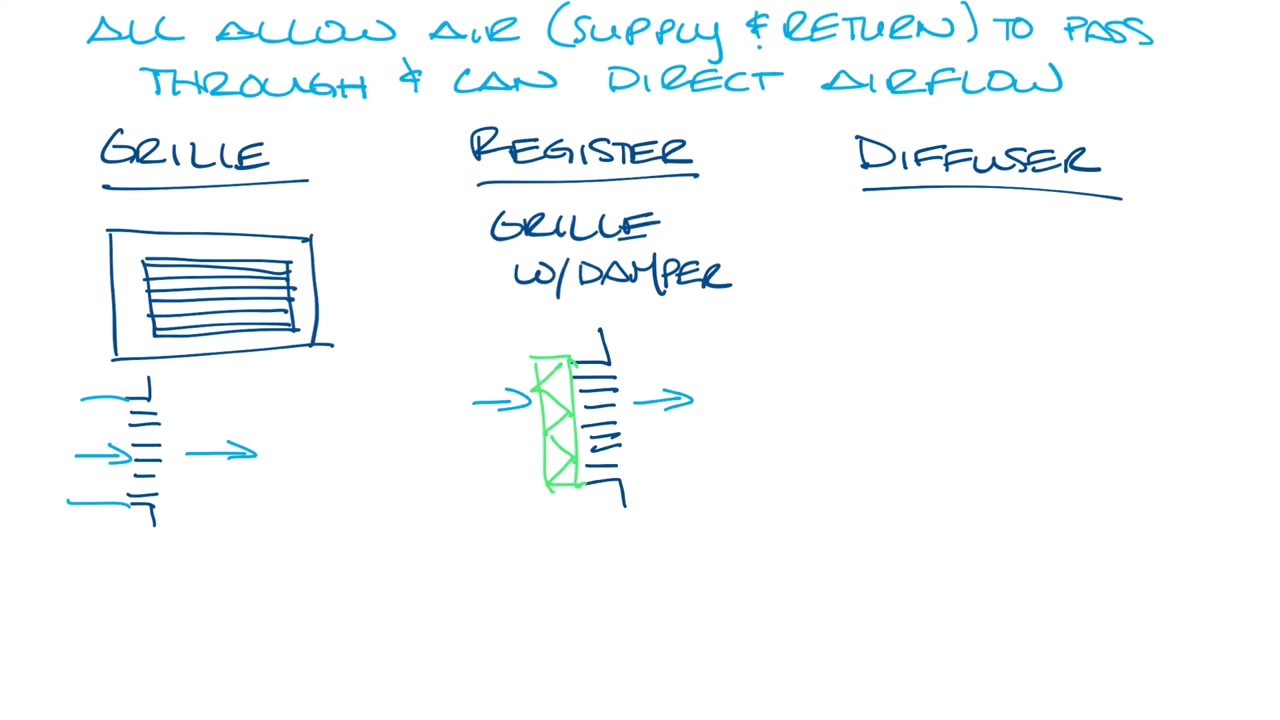 ALL ALLOW AIR (SUPPLY & RETURN) TO PASS
THROUGH & CAN DIRECT AIRFLOW
GRILLE
REGISTER
DIFFUSER
GRILLE
W/DAMPER